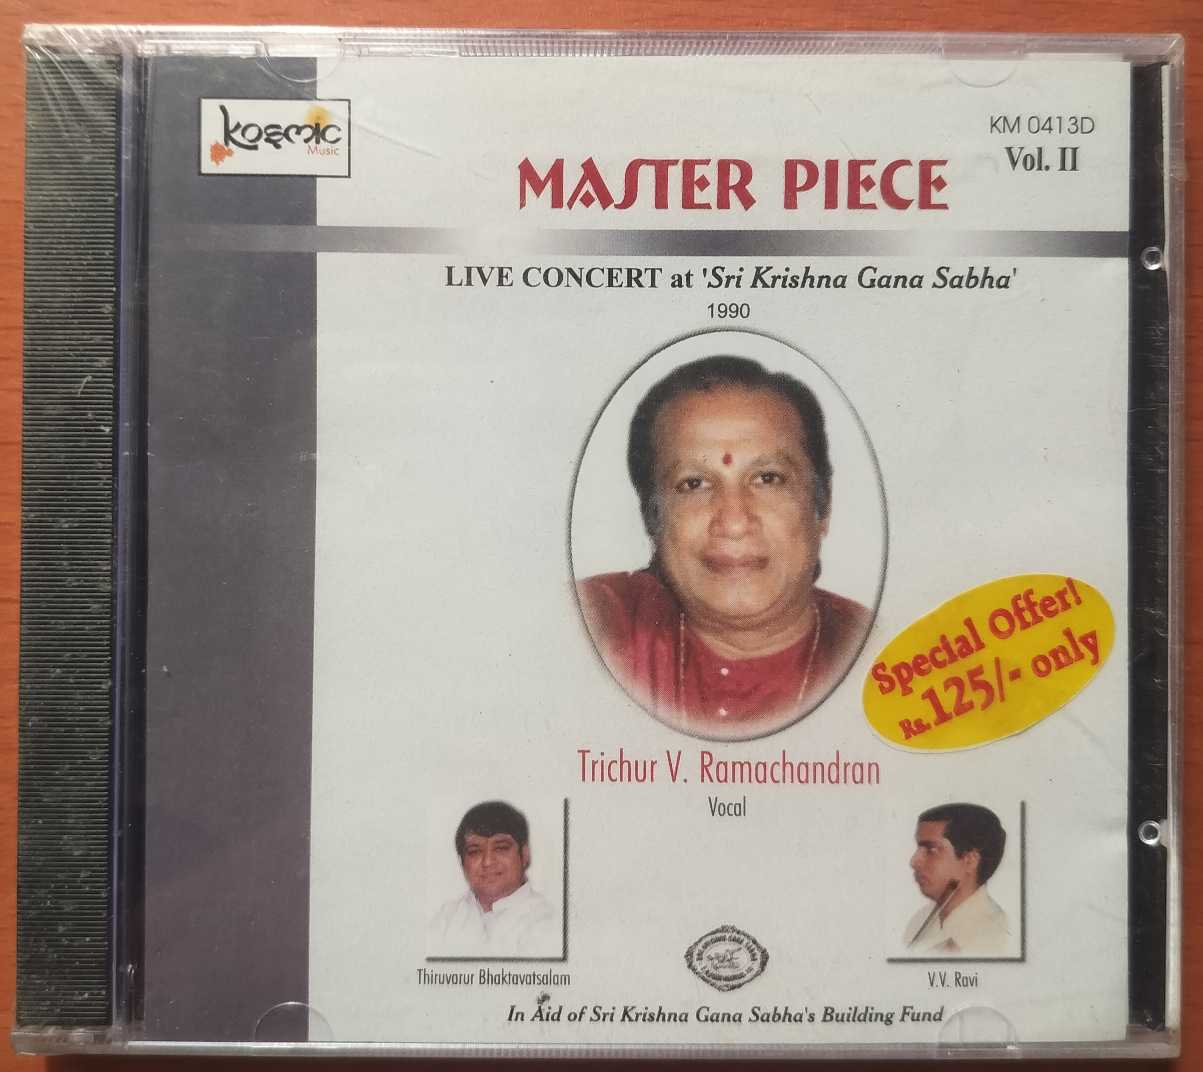 Kosmic
Music
KM 0413D
Vol. II
MASTER PIECE
LIVE CONCERT at 'Sri Krishna Gana Sabha'
1990
Special Offer!
Rs. 125/- only
Trichur V. Ramachandran
Vocal
Thiruvarur Bhaktavatsalam
V.V. Ravi
In Aid of Sri Krishna Gana Sabha's Building Fund